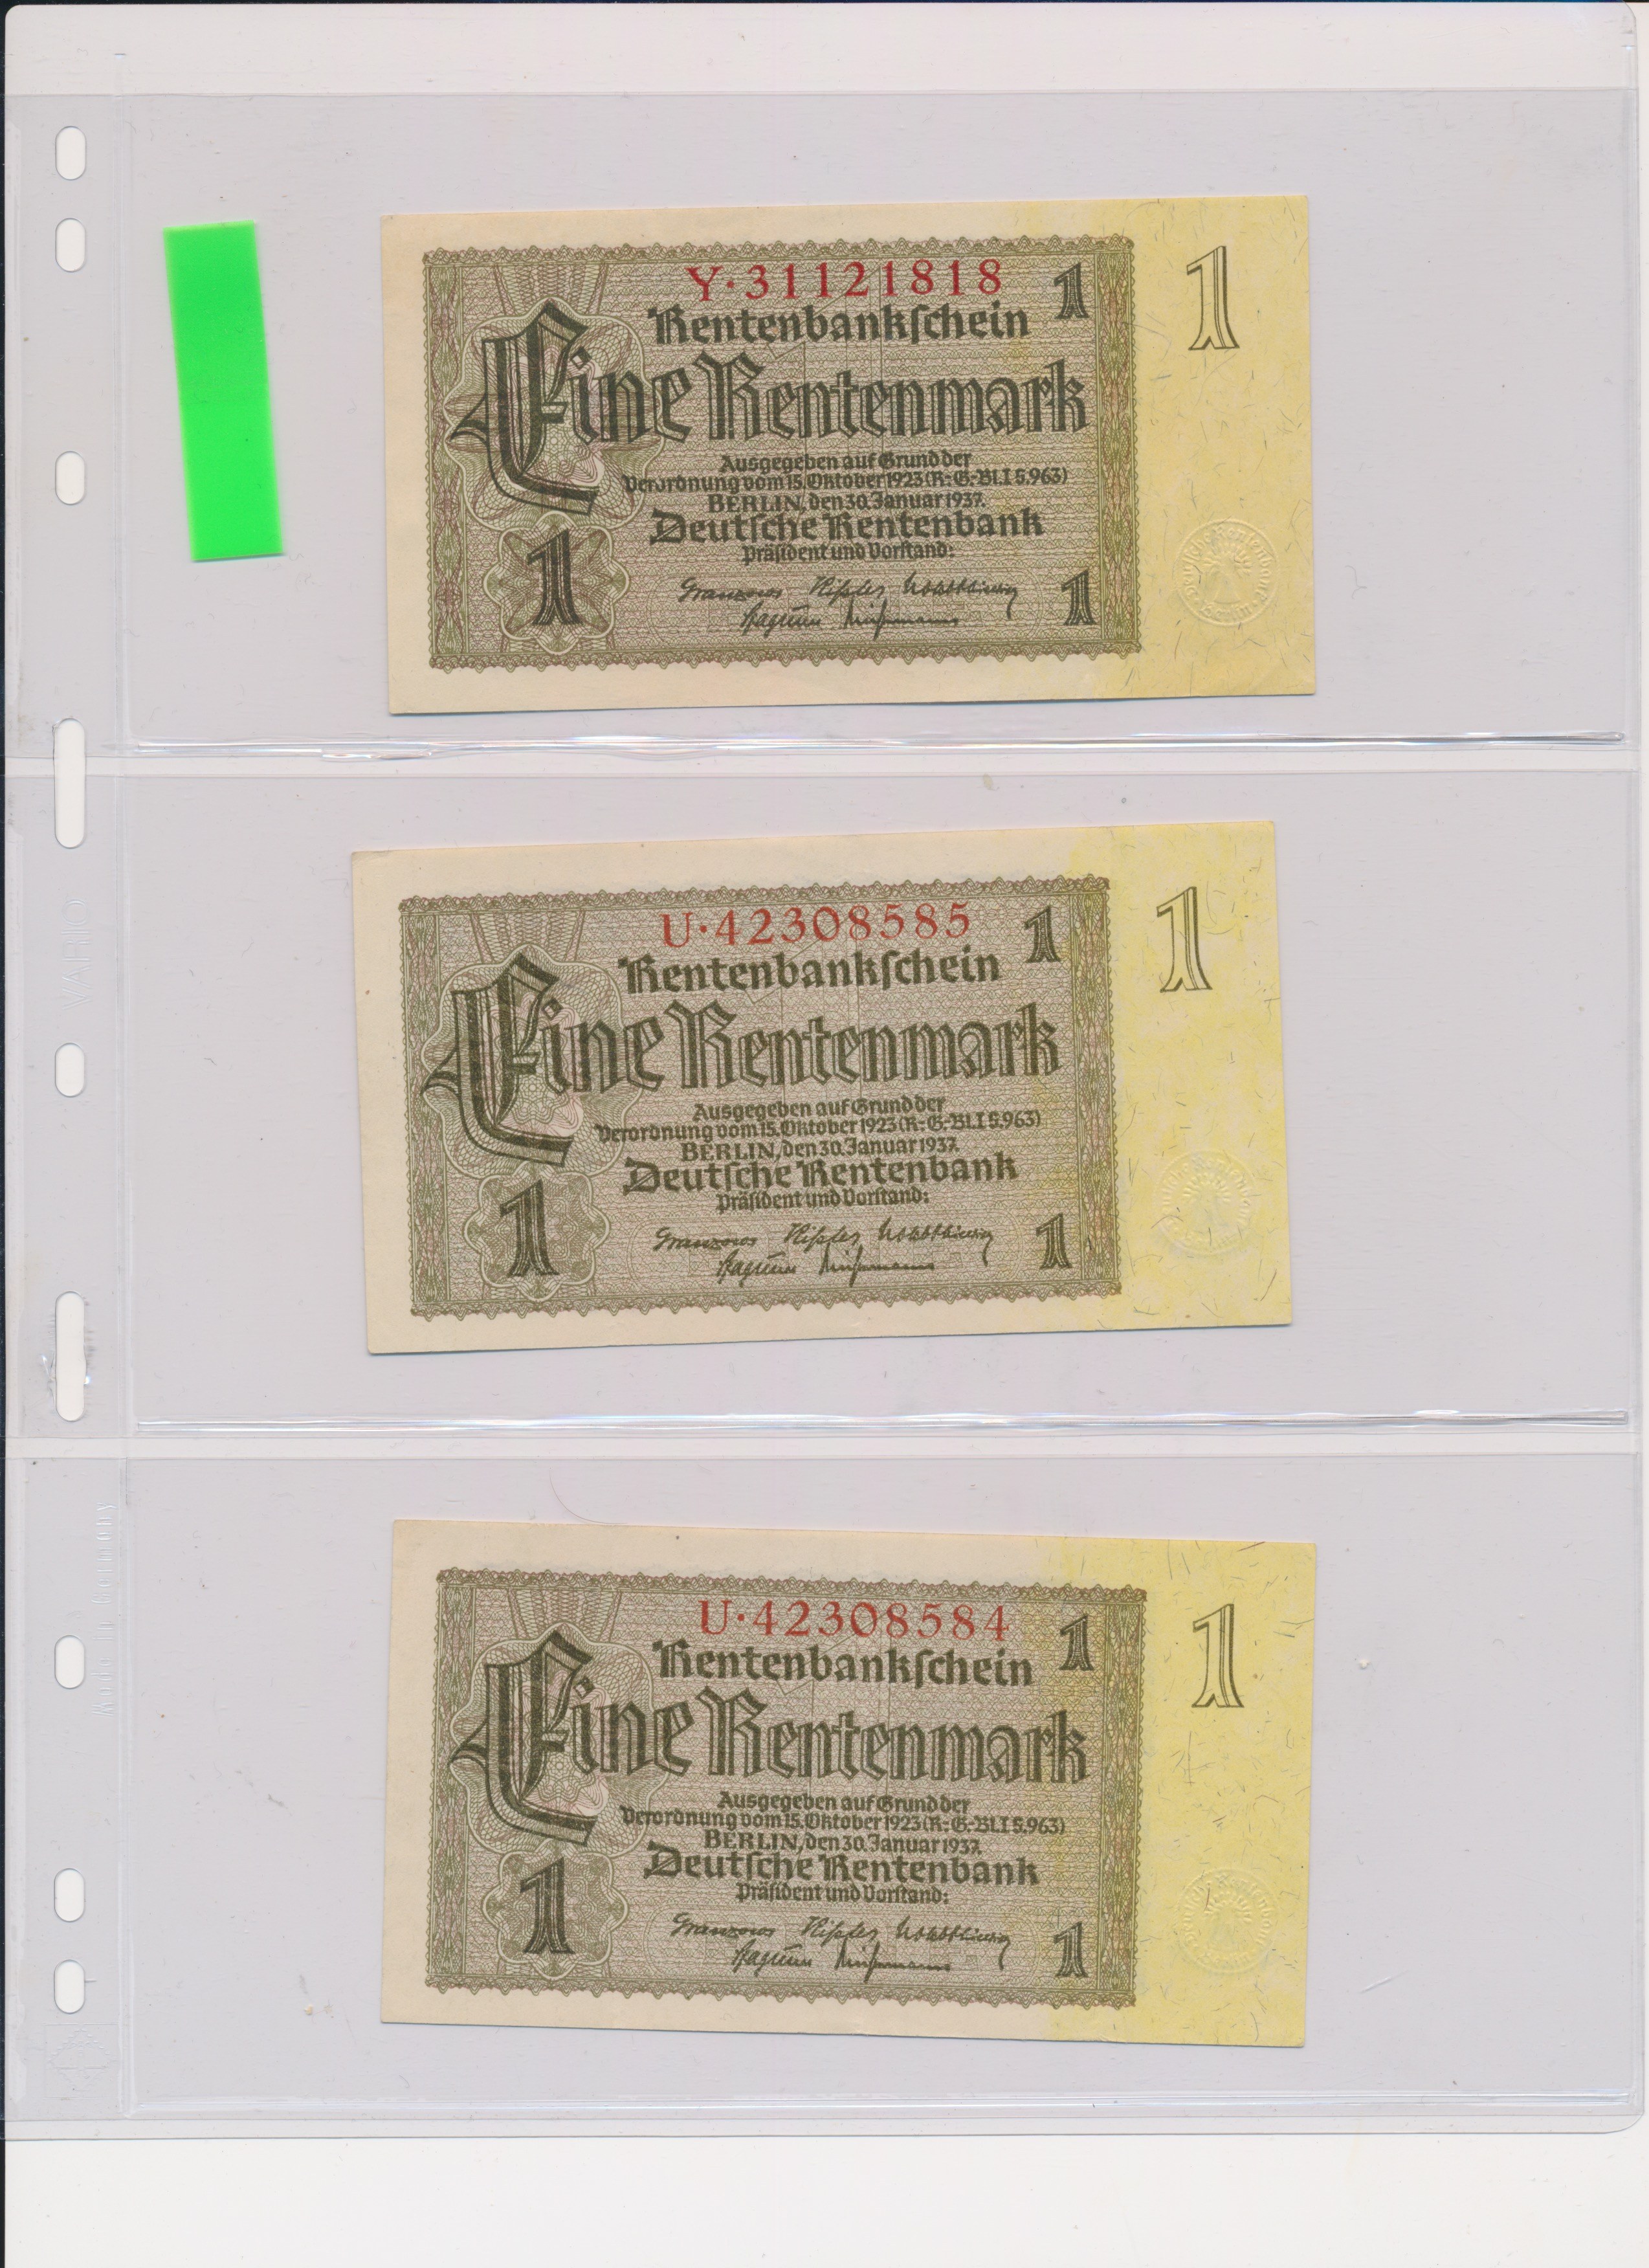 Y·31121818
1
1
Rentenbankſchein
Eine Rentenmark
Ausgegeben auf Grund der
Verordnung vom 15. Oktober 1923 (R.-G.-Bl. I S. 963)
BERLIN, den 30. Januar 1937.
Deutſche Rentenbank
Präſident und Vorſtand:
1
1
U·42308585
1
1
Rentenbankſchein
Eine Rentenmark
Ausgegeben auf Grund der
Verordnung vom 15. Oktober 1923 (R.-G.-Bl. I S. 963)
BERLIN, den 30. Januar 1937.
Deutſche Rentenbank
Präſident und Vorſtand:
1
1
VARIO
U·42308584
1
1
Rentenbankſchein
Eine Rentenmark
Ausgegeben auf Grund der
Verordnung vom 15. Oktober 1923 (R.-G.-Bl. I S. 963)
BERLIN, den 30. Januar 1937.
Deutſche Rentenbank
Präſident und Vorſtand:
1
1
Made in Germany